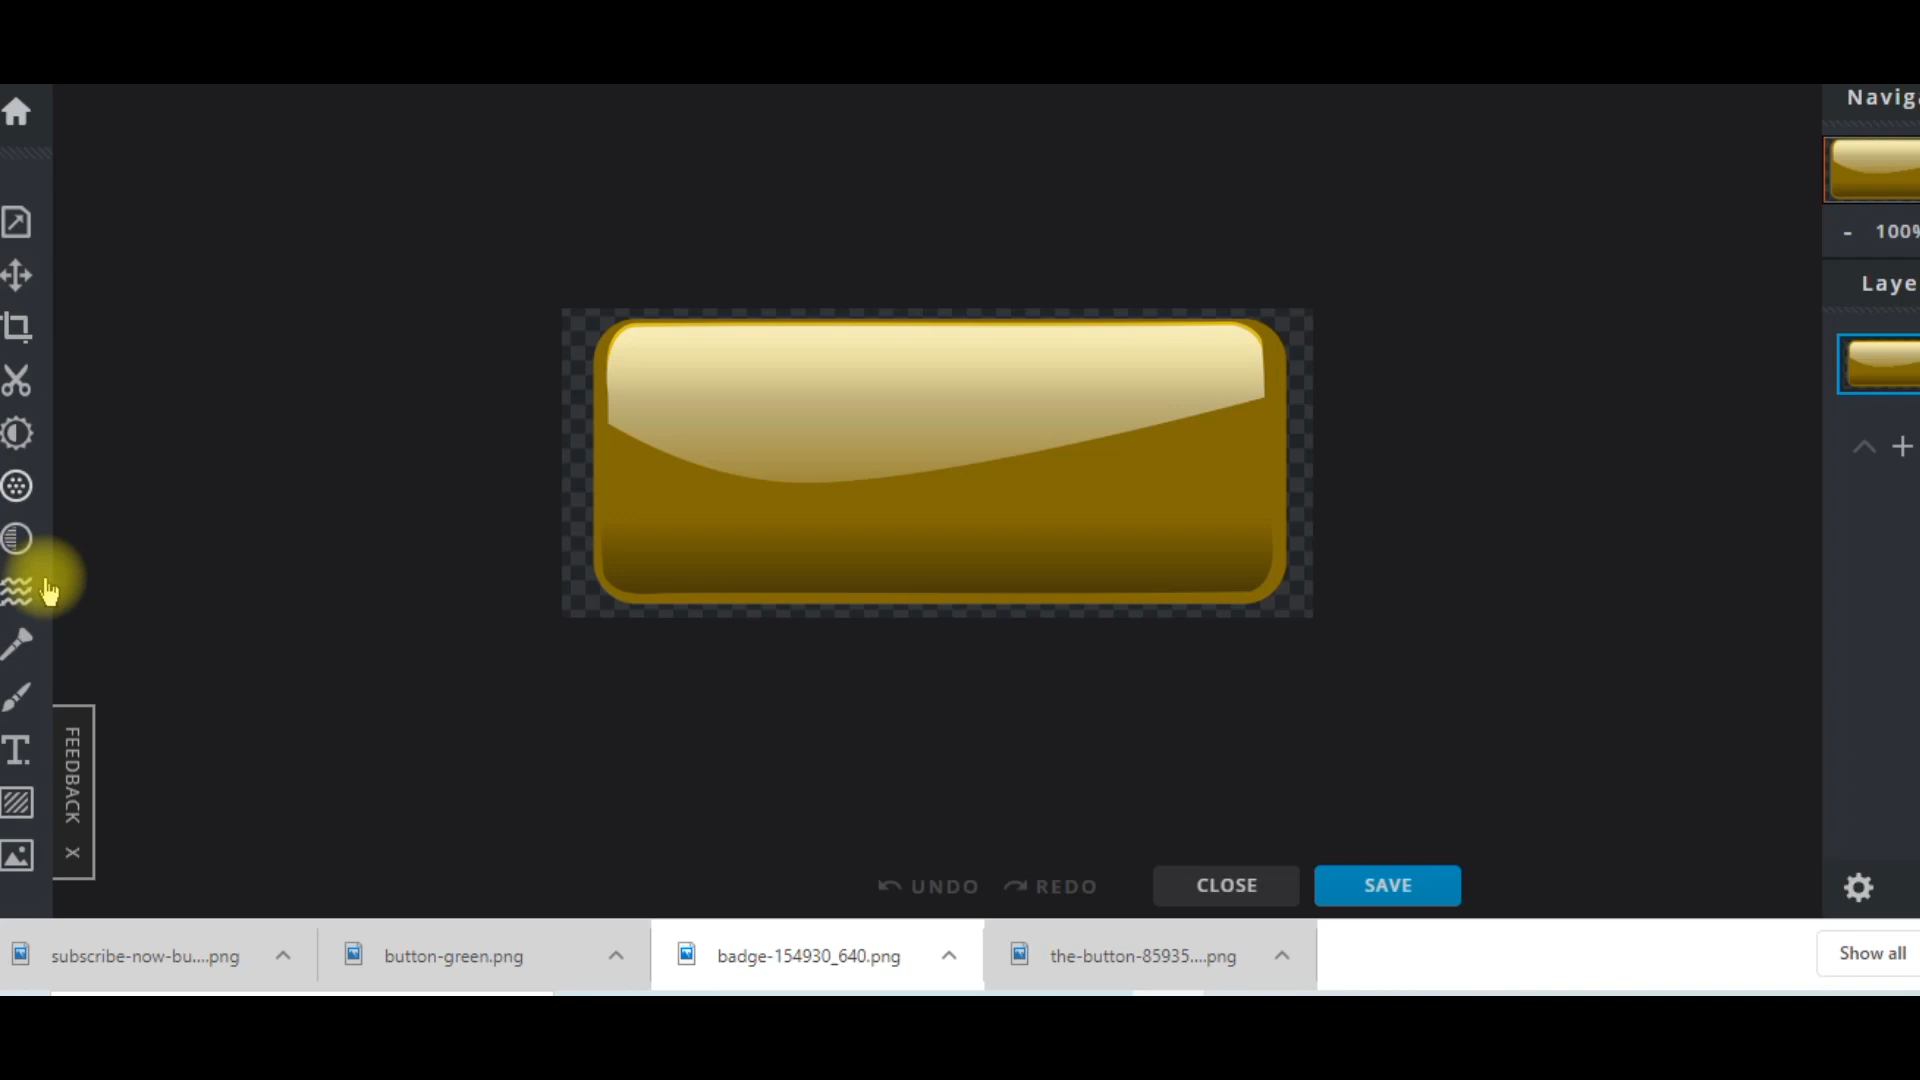 Naviga
- 100%
Laye
FEEDBACK X
UNDO REDO CLOSE SAVE
subscribe-now-bu....png button-green.png badge-154930_640.png the-button-85935....png Show all